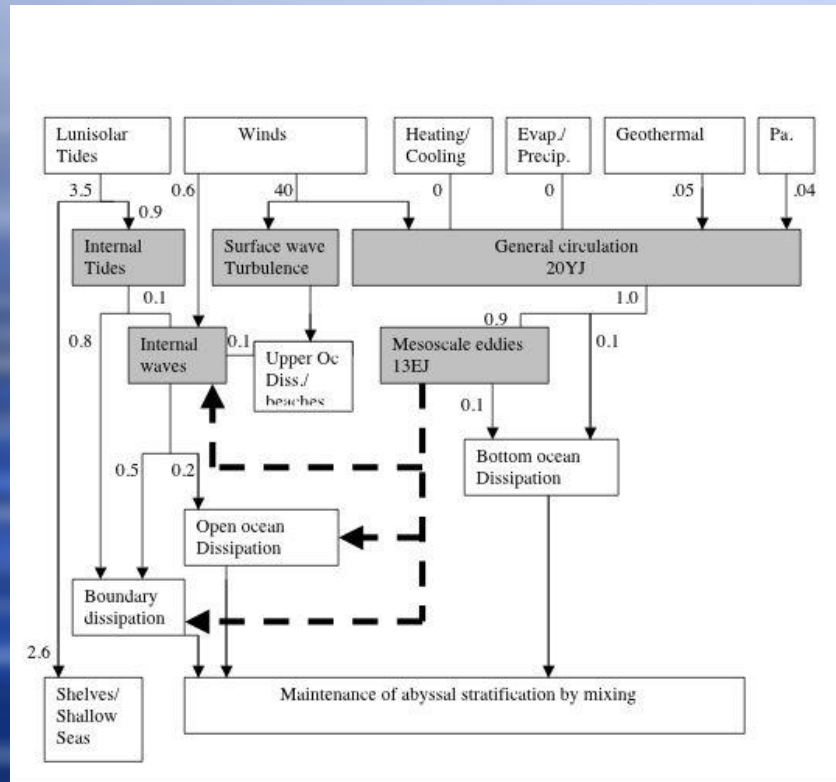 Lunisolar
Tides
Winds
Heating/
Cooling
Evap./
Precip.
Geothermal
Pa.
3.5
0.6
40
0
0
.05
.04
0.9
Internal
Tides
Surface wave
Turbulence
General circulation
20YJ
0.1
1.0
0.8
0.9
0.1
Internal
waves
0.1
Upper Oc
Diss./
beaches
Mesoscale eddies
13EJ
0.1
0.5
0.2
Bottom ocean
Dissipation
Open ocean
Dissipation
Boundary
dissipation
2.6
Shelves/
Shallow
Seas
Maintenance of abyssal stratification by mixing